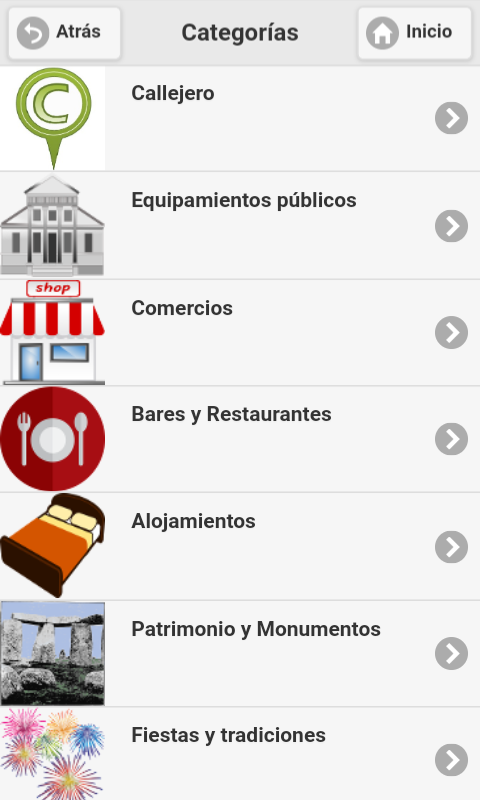 Atrás
Categorías
Inicio
C
Callejero
Equipamientos públicos
shop
Comercios
Bares y Restaurantes
Alojamientos
Patrimonio y Monumentos
Fiestas y tradiciones